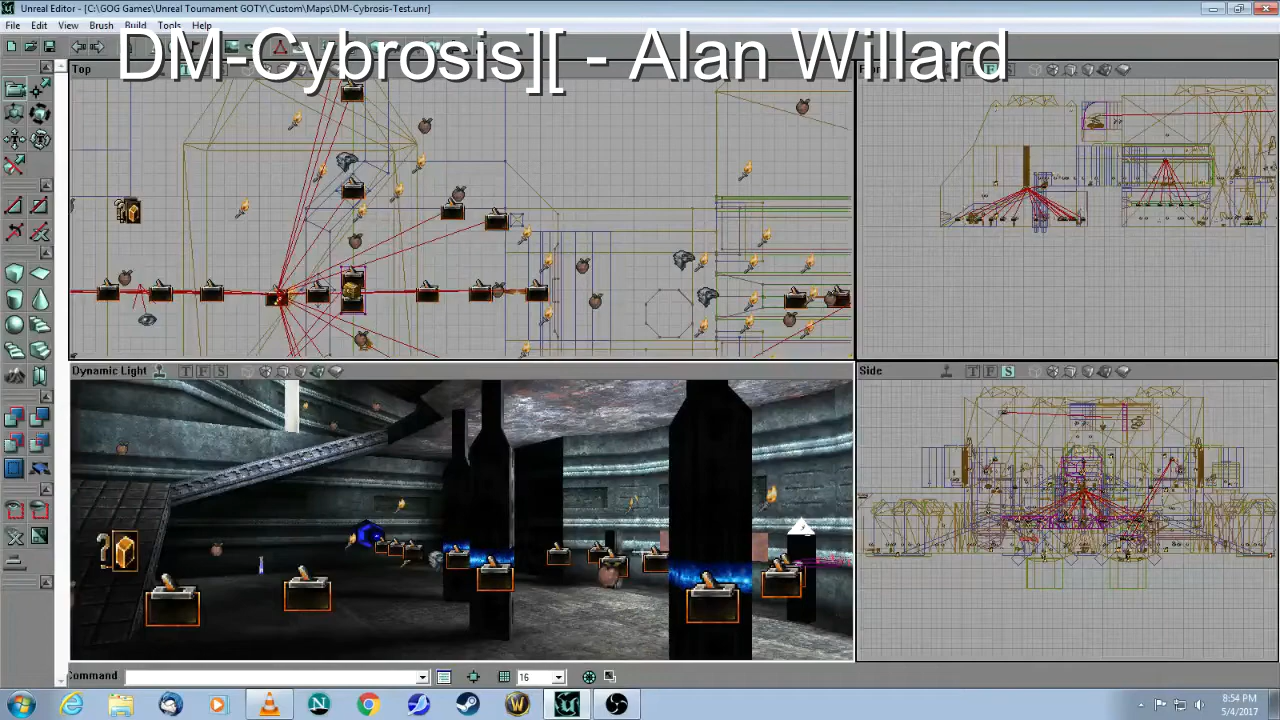 Unreal Editor - [C:\GOG Games\Unreal Tournament GOTY\Custom\Maps\DM-Cybrosis-Test.unr]
File Edit View Brush Build Tools Help
DM-Cybrosis][ - Alan Willard
Top
Dynamic Light
T F S
Side
T F S
Command
16
8:54 PM
5/4/2017